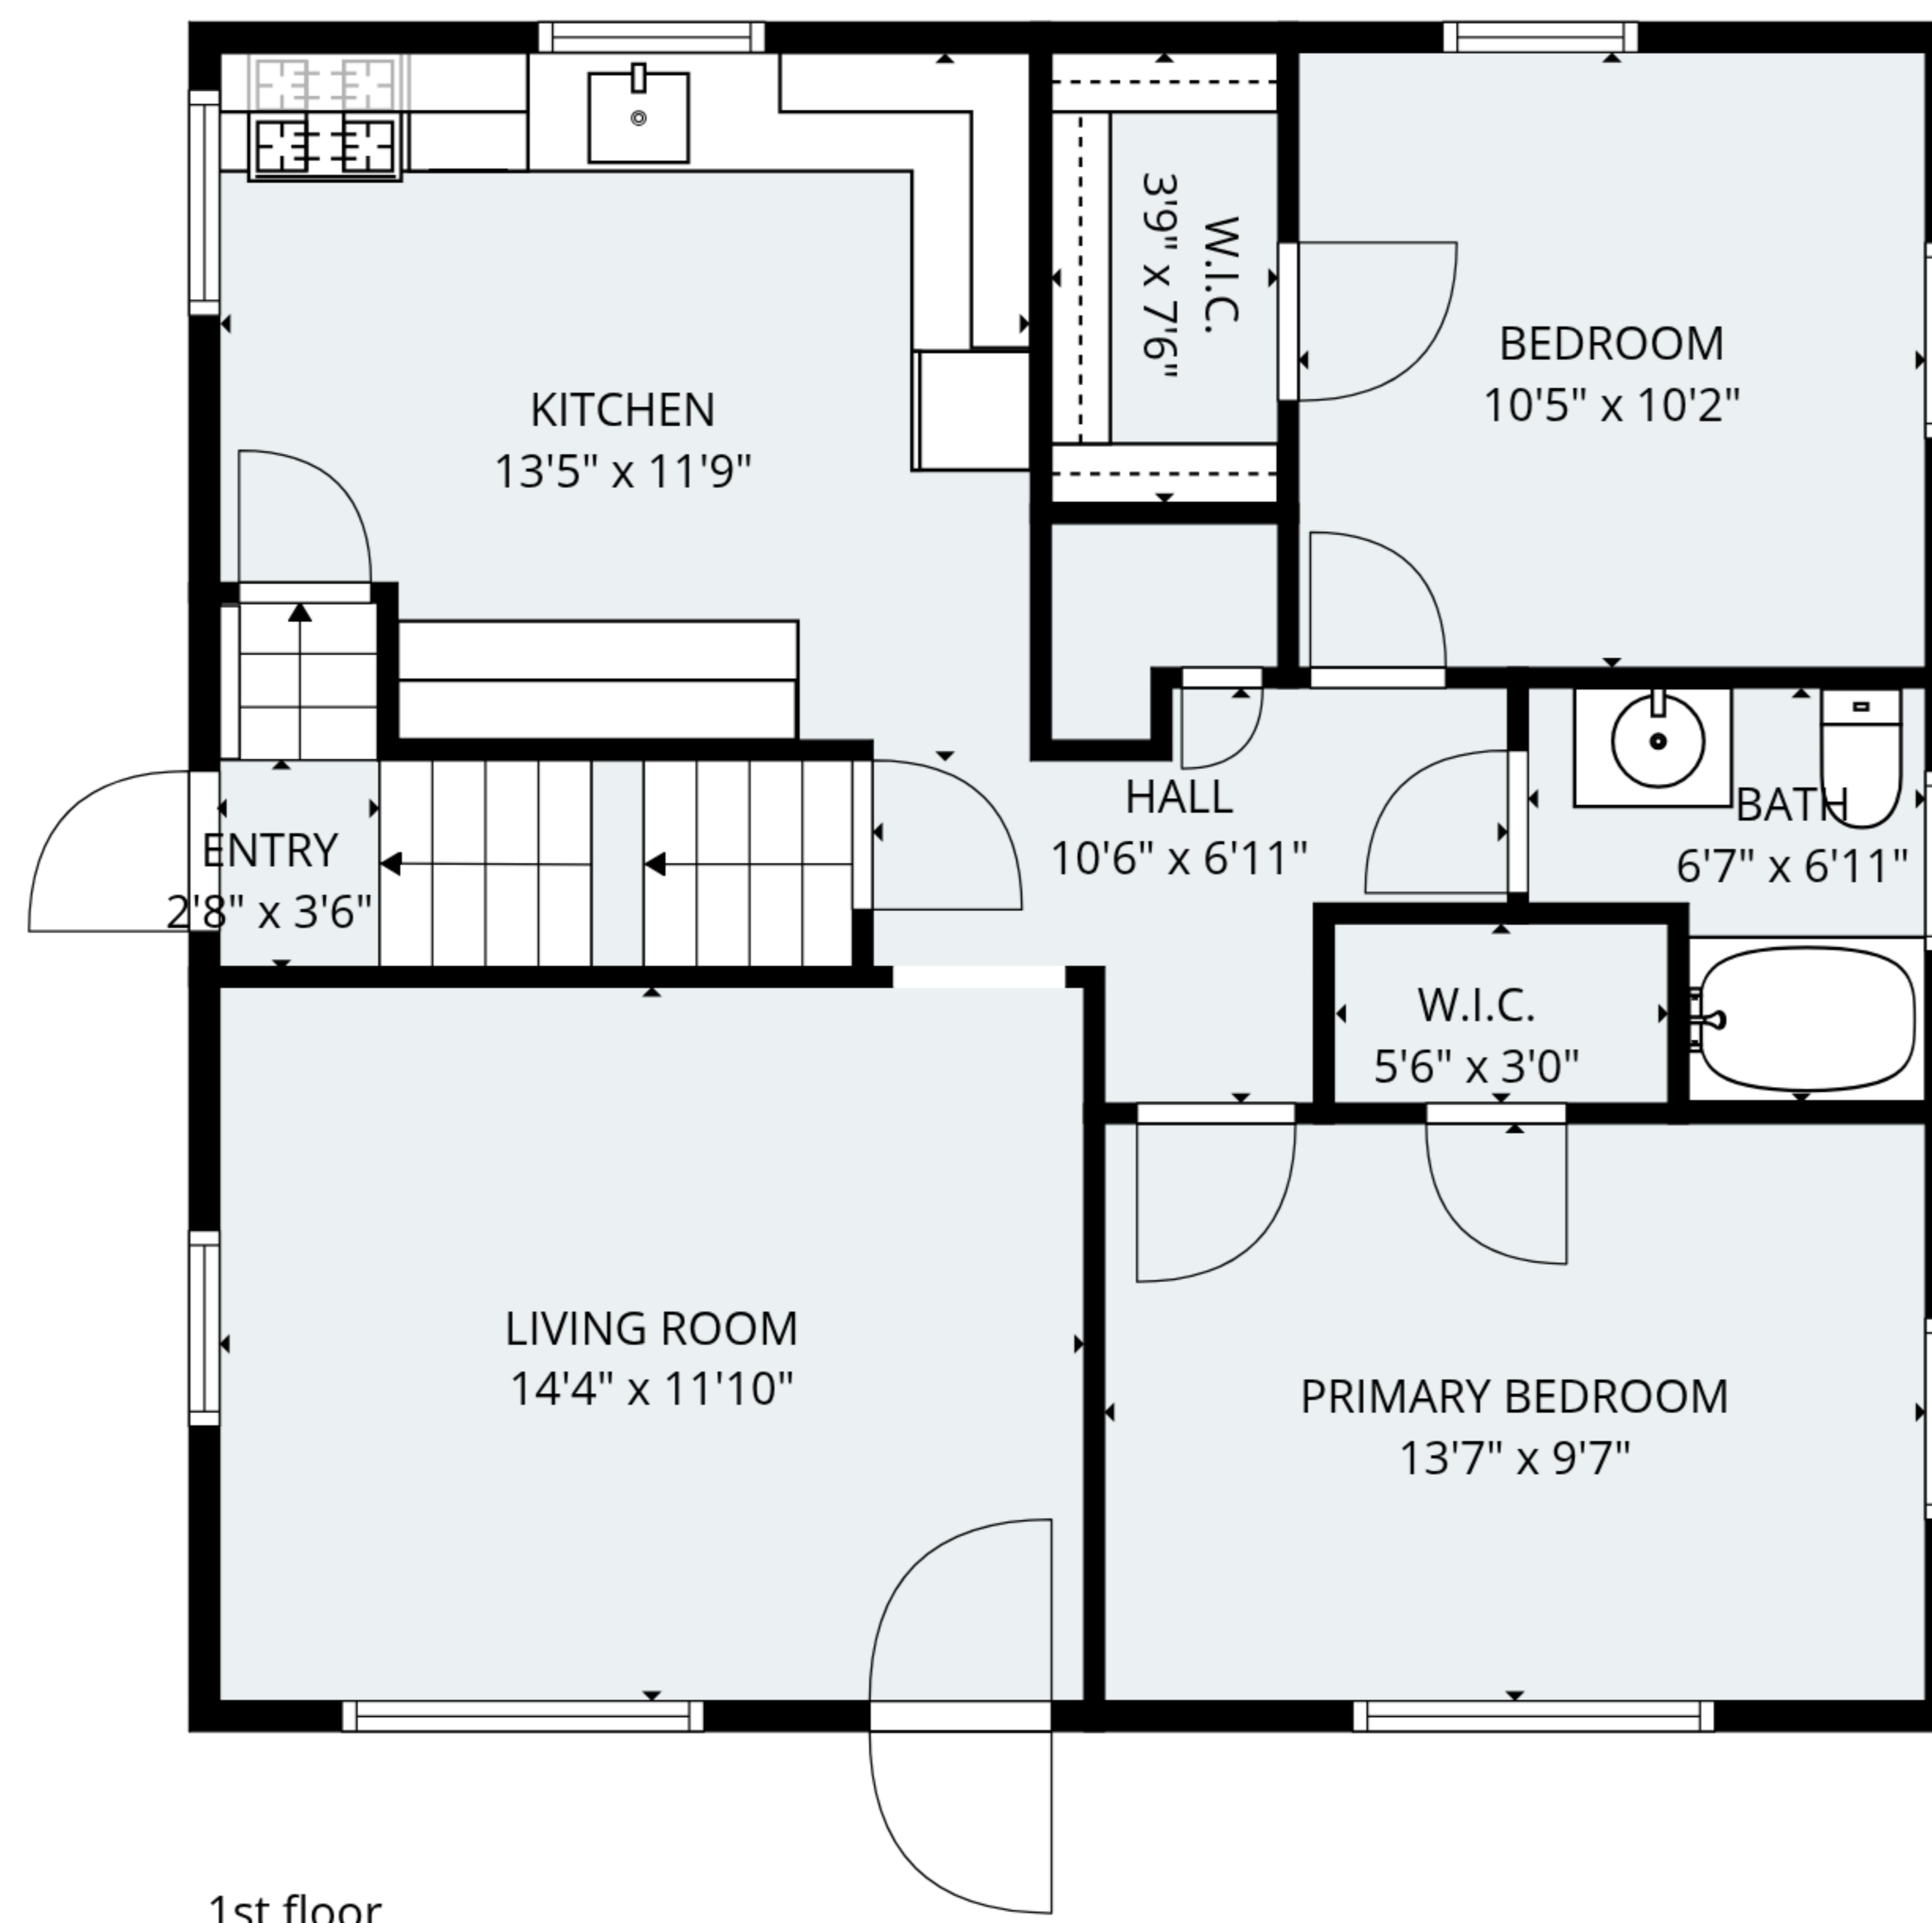 W.I.C.
3'9" x 7'6"
BEDROOM
10'5" x 10'2"
KITCHEN
13'5" x 11'9"
HALL
10'6" x 6'11"
BATH
6'7" x 6'11"
ENTRY
2'8" x 3'6"
W.I.C.
5'6" x 3'0"
LIVING ROOM
14'4" x 11'10"
PRIMARY BEDROOM
13'7" x 9'7"
1st floor